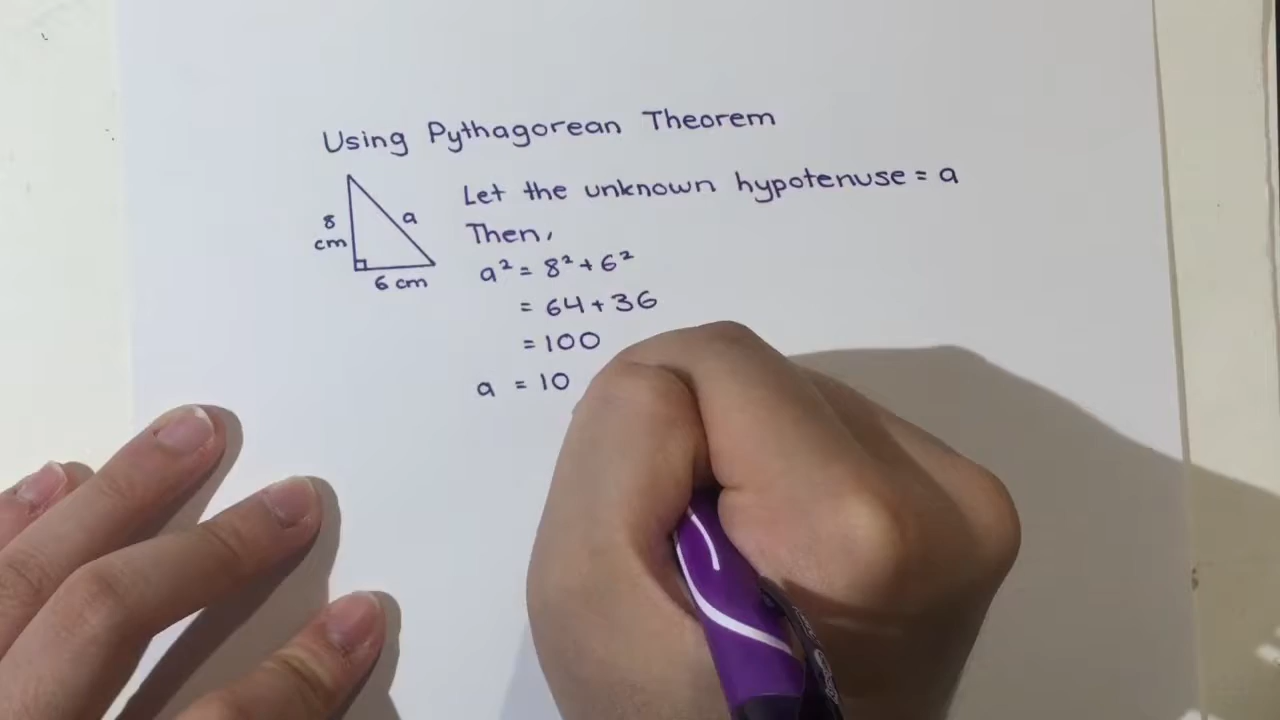 Using Pythagorean Theorem
8
cm
a
6 cm
Let the unknown hypotenuse = a
Then,
a² = 8² + 6²
= 64 + 36
= 100
a = 10